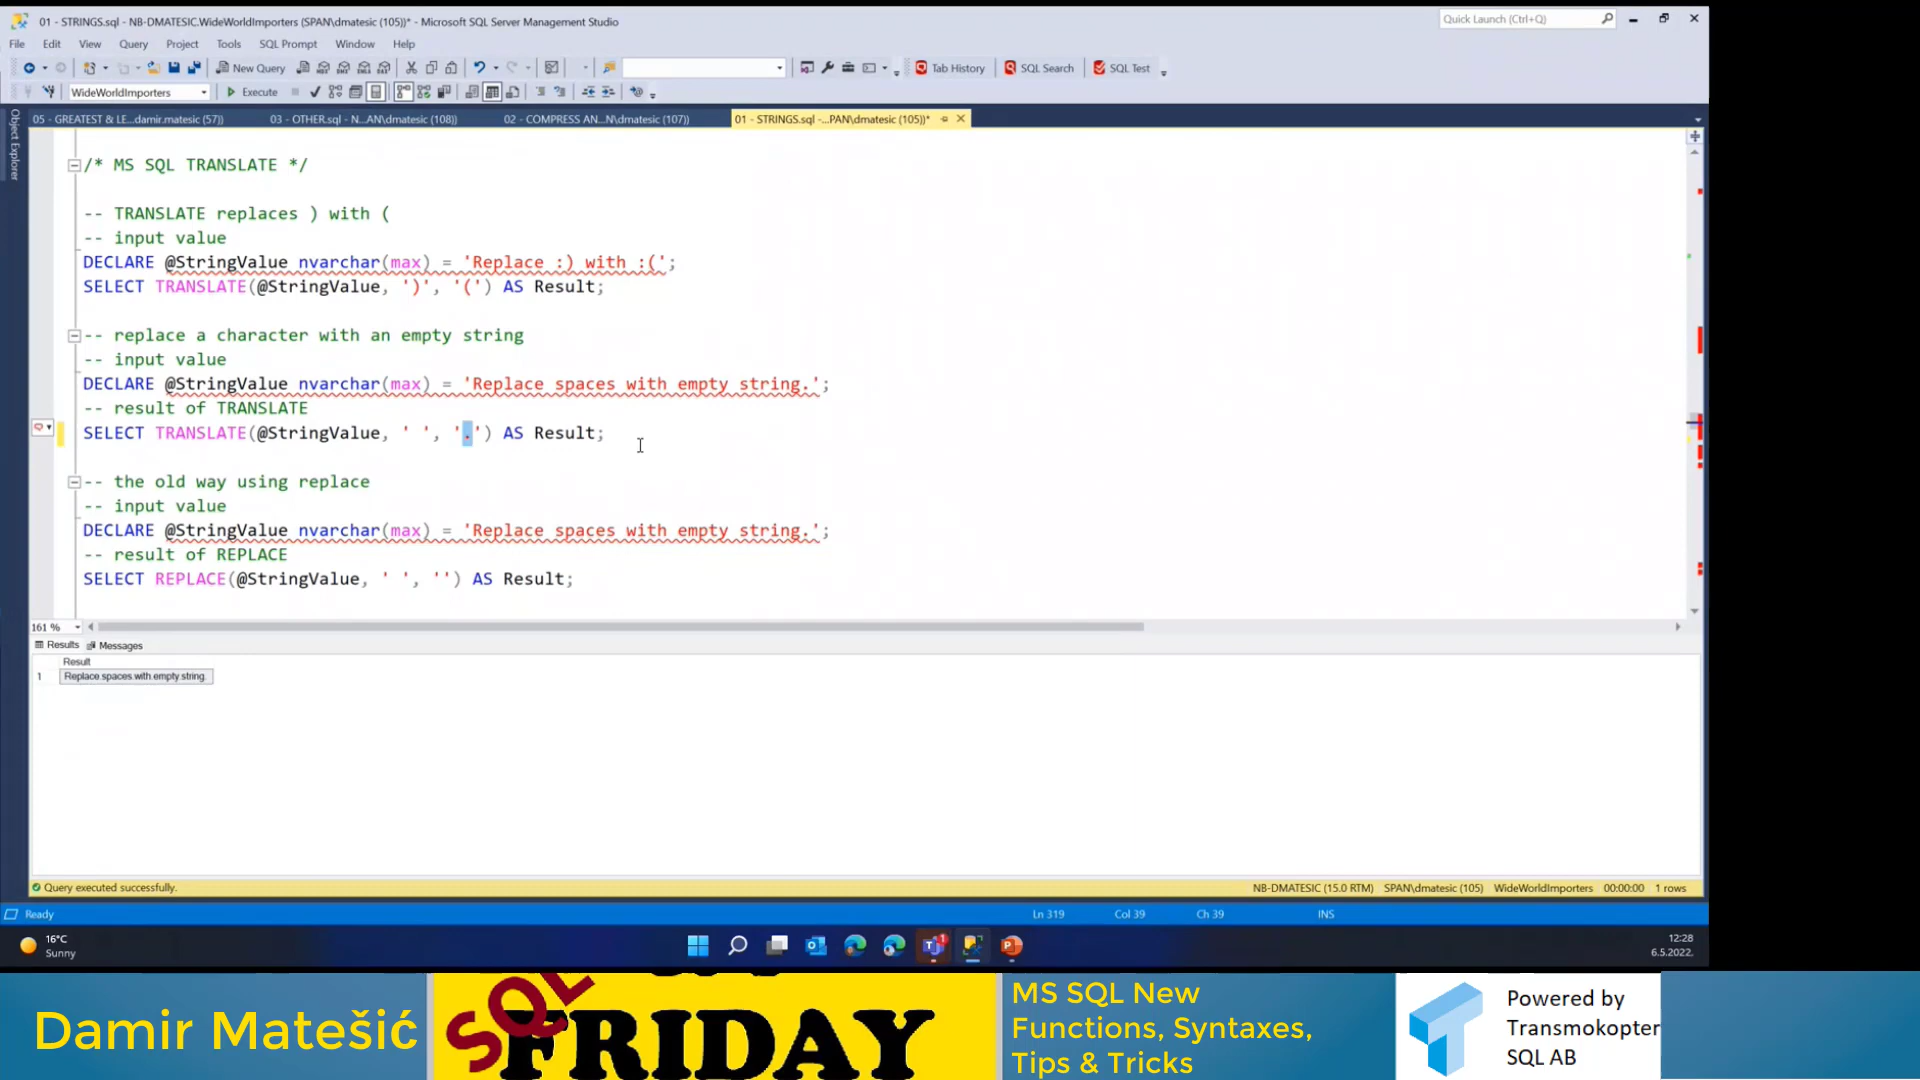 01 - STRINGS.sql - NB-DMATESIC.WideWorldImporters (SPAN\dmatesic (105))* - Microsoft SQL Server Management Studio
Quick Launch (Ctrl+Q)
File Edit View Query Project Tools SQL Prompt Window Help
New Query
Tab History SQL Search SQL Test
WideWorldImporters Execute
05 - GREATEST & LE...damir.matesic (57)) 03 - OTHER.sql - N...AN\dmatesic (108)) 02 - COMPRESS AN...N\dmatesic (107)) 01 - STRINGS.sql -...PAN\dmatesic (105))*
Object Explorer
/* MS SQL TRANSLATE */
-- TRANSLATE replaces ) with (
-- input value
DECLARE @StringValue nvarchar(max) = 'Replace :) with :(';
SELECT TRANSLATE(@StringValue, ')', '(') AS Result;
-- replace a character with an empty string
-- input value
DECLARE @StringValue nvarchar(max) = 'Replace spaces with empty string.';
-- result of TRANSLATE
SELECT TRANSLATE(@StringValue, ' ', '.') AS Result;
-- the old way using replace
-- input value
DECLARE @StringValue nvarchar(max) = 'Replace spaces with empty string.';
-- result of REPLACE
SELECT REPLACE(@StringValue, ' ', '') AS Result;
161 %
Results Messages
Result
1 Replace.spaces.with.empty.string.
Query executed successfully.
NB-DMATESIC (15.0 RTM) SPAN\dmatesic (105) WideWorldImporters 00:00:00 1 rows
Ready
Ln 319 Col 39 Ch 39 INS
16°C
Sunny
12:28
6.5.2022.
Damir Matešić
SQL
FRIDAY
MS SQL New
Functions, Syntaxes,
Tips & Tricks
Powered by
Transmokopter
SQL AB